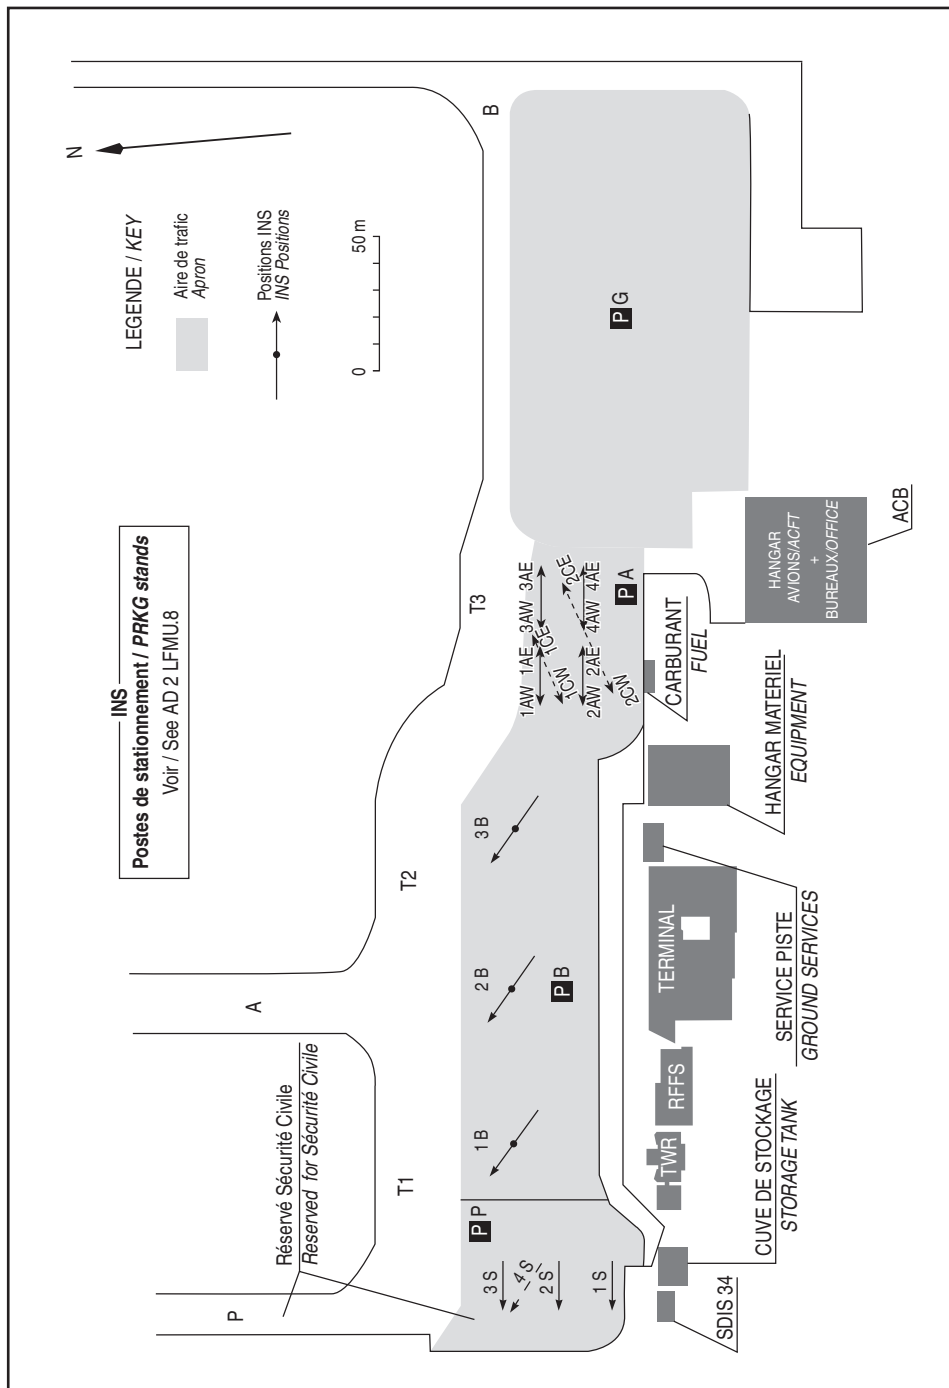 INS
Postes de stationnement / PRKG stands
Voir / See AD 2 LFMU.8
LEGENDE / KEY
Aire de trafic
Apron
Positions INS
INS Positions
0 50 m
N
P
A
B
T1
T2
T3
Réservé Sécurité Civile
Reserved for Sécurité Civile
P P
3 S
4 S
2 S
1 S
1 B
2 B
3 B
P B
1AW 1AE 3AW 3AE
1CW 1CE 2CE
2AW 2AE 4AW 4AE
2CW
P A
P G
SDIS 34
CUVE DE STOCKAGE
STORAGE TANK
TWR
RFFS
TERMINAL
SERVICE PISTE
GROUND SERVICES
HANGAR MATERIEL
EQUIPMENT
CARBURANT
FUEL
HANGAR
AVIONS/ACFT
+
BUREAUX/OFFICE
ACB